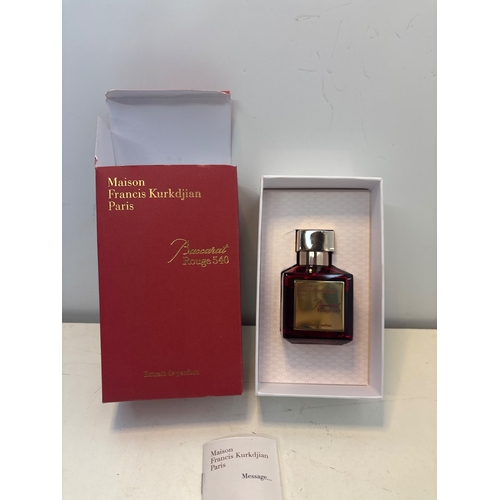 Maison
Francis Kurkdjian
Paris
Baccarat
Rouge 540
Extrait de parfum
Maison
Francis Kurkdjian
Paris
Message...